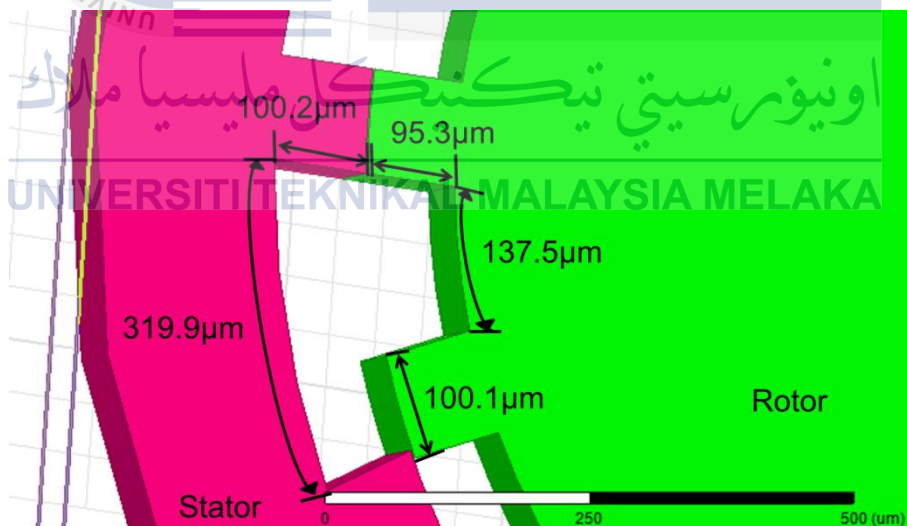 اونيۏرسيتي تيكنيكل مليسيا ملاك
100.2µm
95.3µm
UNIVERSITI TEKNIKAL MALAYSIA MELAKA
137.5µm
319.9µm
100.1µm
Rotor
Stator
0
250
500 (um)